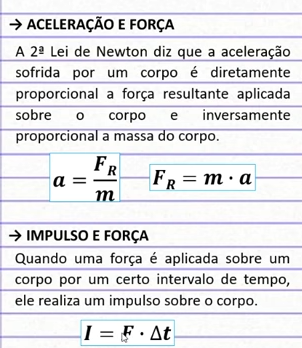 → ACELERAÇÃO E FORÇA
A 2ª Lei de Newton diz que a aceleração
sofrida por um corpo é diretamente
proporcional a força resultante aplicada
sobre o corpo e inversamente
proporcional a massa do corpo.
a = F_R / m    F_R = m · a
→ IMPULSO E FORÇA
Quando uma força é aplicada sobre um
corpo por um certo intervalo de tempo,
ele realiza um impulso sobre o corpo.
I = F · Δt